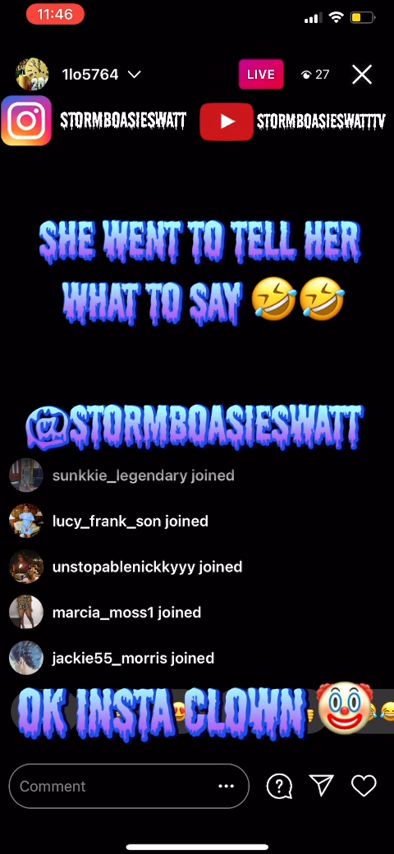 11:46
1lo5764
LIVE
27
STORMBOASIESWATT
STORMBOASIESWATTTV
SHE WENT TO TELL HER
WHAT TO SAY 🤣🤣
@STORMBOASIESWATT
sunkkie_legendary joined
lucy_frank_son joined
unstopablenickkyyy joined
marcia_moss1 joined
jackie55_morris joined
OK INSTA CLOWN 🤡
Comment